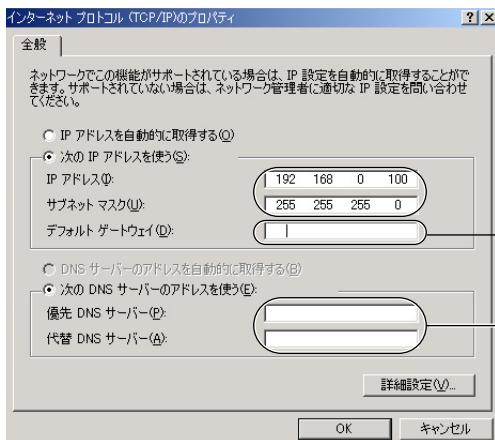 インターネット プロトコル (TCP/IP)のプロパティ
? ×
全般
ネットワークでこの機能がサポートされている場合は、IP 設定を自動的に取得することがで
きます。サポートされていない場合は、ネットワーク管理者に適切な IP 設定を問い合わせ
てください。
IP アドレスを自動的に取得する(O)
次の IP アドレスを使う(S):
IP アドレス(I): 192 168 0 100
サブネット マスク(U): 255 255 255 0
デフォルト ゲートウェイ(D):
DNS サーバーのアドレスを自動的に取得する(B)
次の DNS サーバーのアドレスを使う(E):
優先 DNS サーバー(P):
代替 DNS サーバー(A):
詳細設定(V)...
OK キャンセル